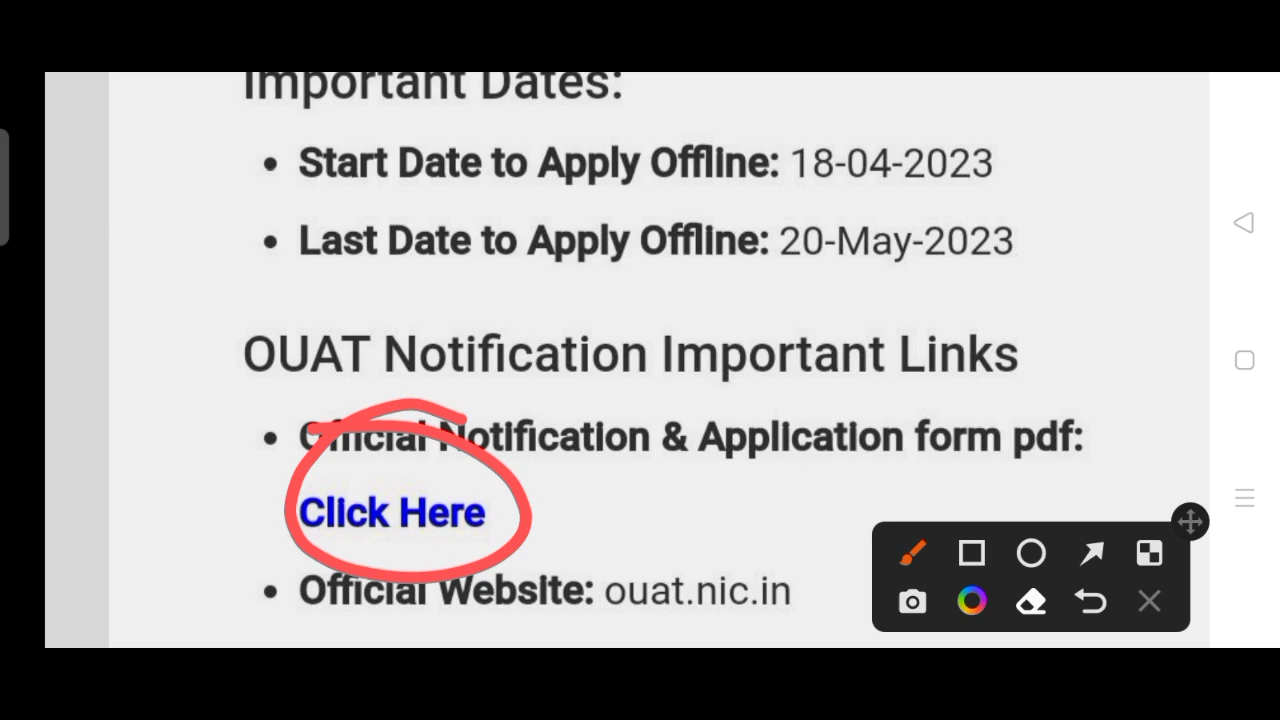 Important Dates:
Start Date to Apply Offline: 18-04-2023
Last Date to Apply Offline: 20-May-2023
OUAT Notification Important Links
Official Notification & Application form pdf:
Click Here
Official Website: ouat.nic.in